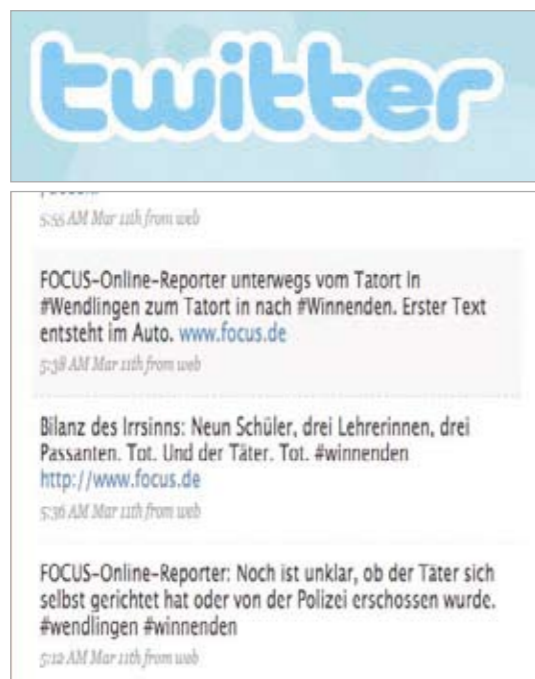 twitter
5:55 AM Mar 11th from web
FOCUS-Online-Reporter unterwegs vom Tatort in
#Wendlingen zum Tatort in nach #Winnenden. Erster Text
entsteht im Auto. www.focus.de
5:38 AM Mar 11th from web
Bilanz des Irrsinns: Neun Schüler, drei Lehrerinnen, drei
Passanten. Tot. Und der Täter. Tot. #winnenden
http://www.focus.de
5:36 AM Mar 11th from web
FOCUS-Online-Reporter: Noch ist unklar, ob der Täter sich
selbst gerichtet hat oder von der Polizei erschossen wurde.
#wendlingen #winnenden
5:12 AM Mar 11th from web